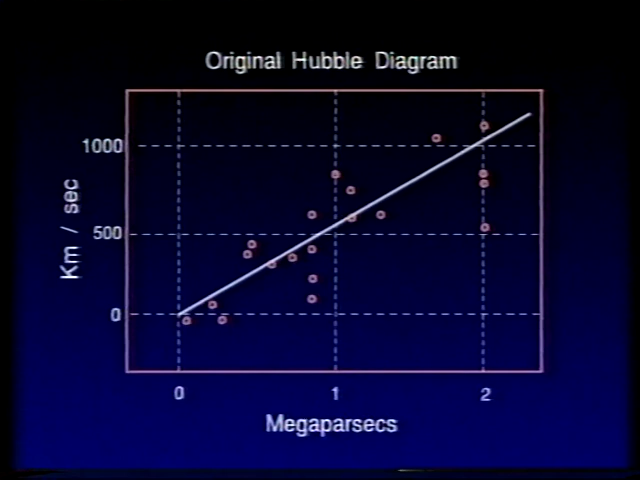 Original Hubble Diagram
1000
500
0
Km / sec
0 1 2
Megaparsecs